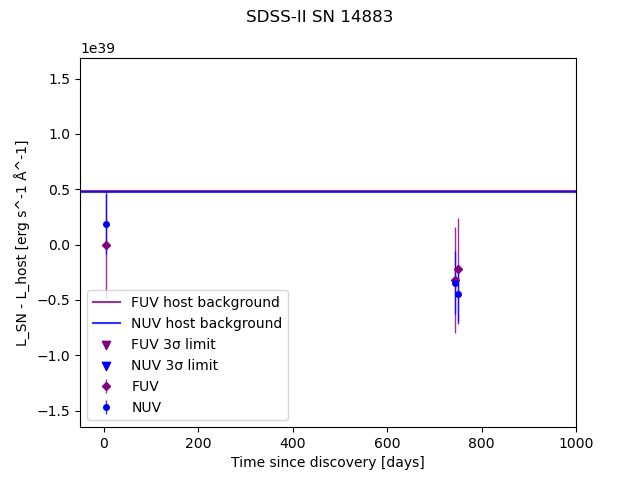 SDSS-II SN 14883
1e39
L_SN - L_host [erg s^-1 Å^-1]
1.5
1.0
0.5
0.0
−0.5
−1.0
−1.5
FUV host background
NUV host background
FUV 3σ limit
NUV 3σ limit
FUV
NUV
0 200 400 600 800 1000
Time since discovery [days]